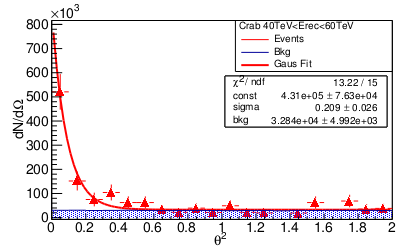 ×10³
Crab 40TeV<Erec<60TeV
Events
Bkg
Gaus Fit
χ²/ ndf 13.22 / 15
const 4.31e+05 ± 7.63e+04
sigma 0.209 ± 0.026
bkg 3.284e+04 ± 4.992e+03
dN/dΩ
800
700
600
500
400
300
200
100
0
0 0.2 0.4 0.6 0.8 1 1.2 1.4 1.6 1.8 2
θ²